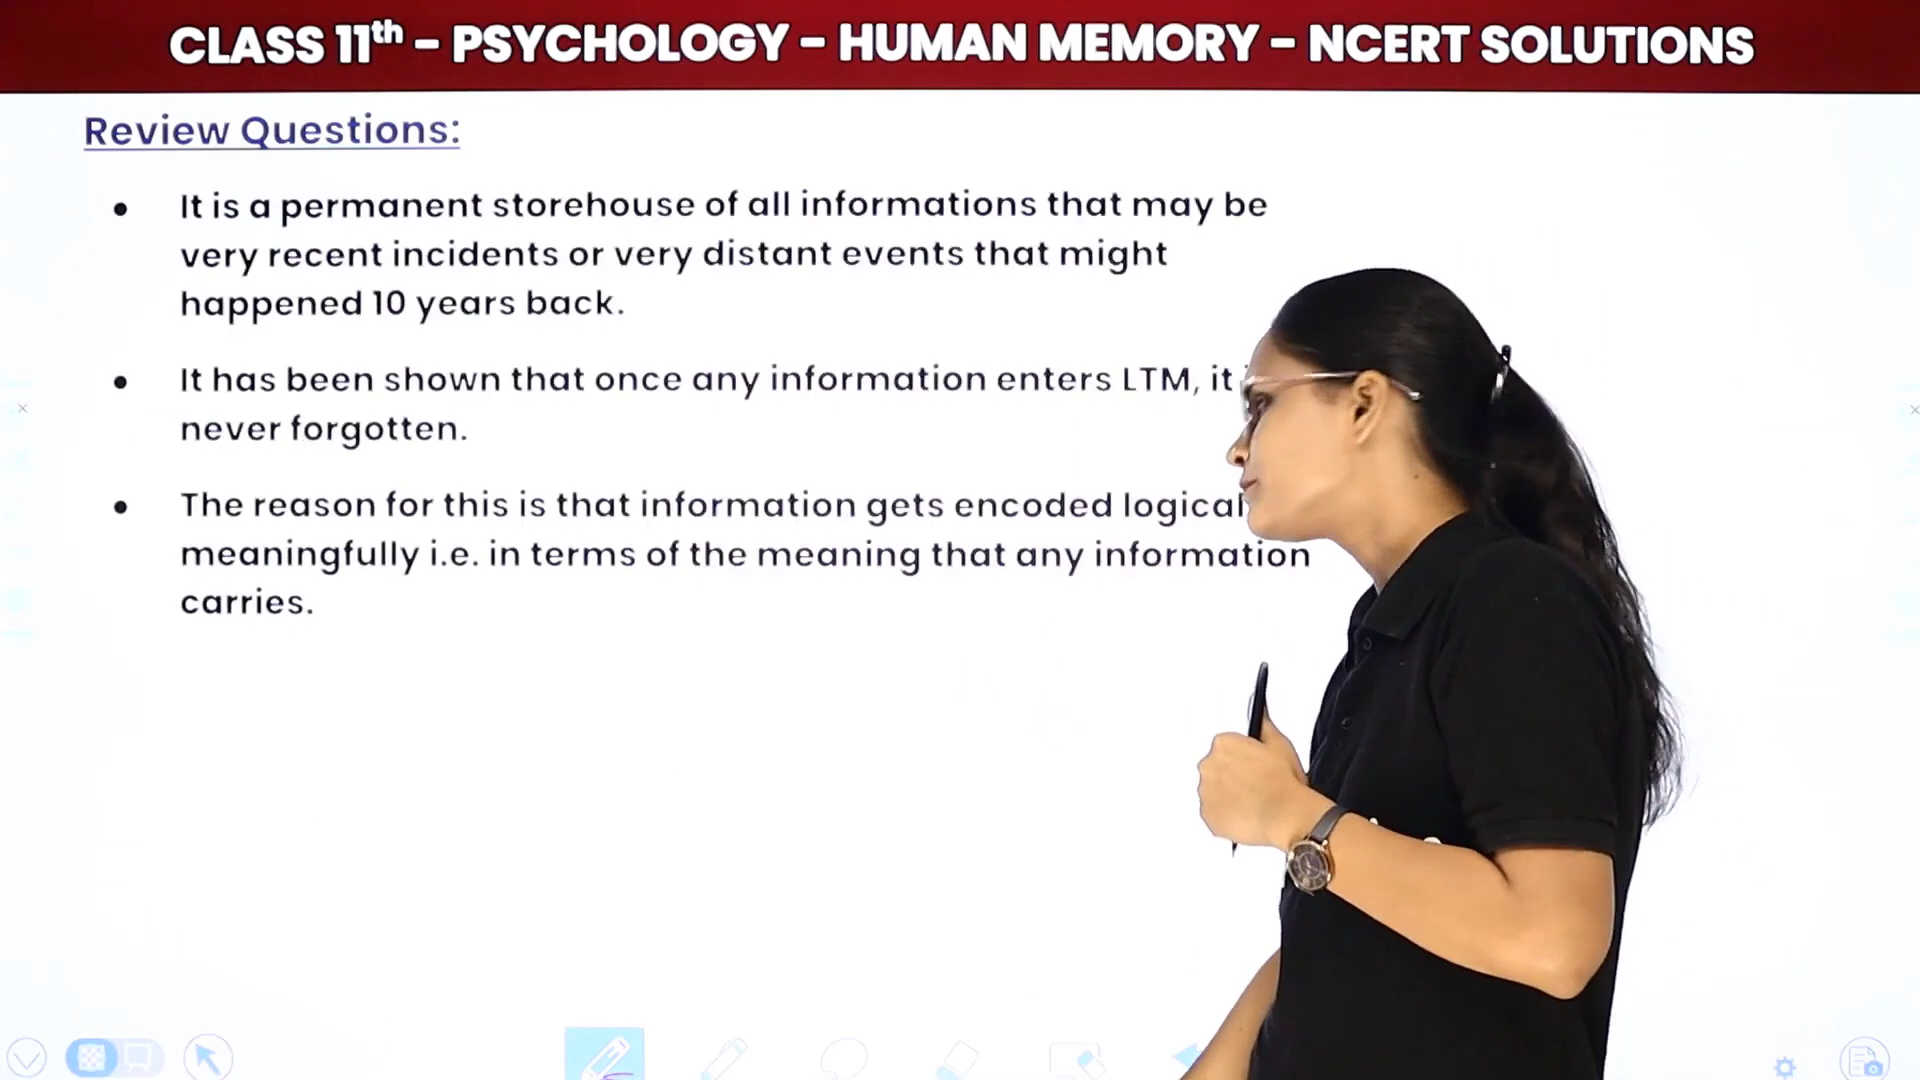 CLASS 11th - PSYCHOLOGY - HUMAN MEMORY - NCERT SOLUTIONS
Review Questions:
• It is a permanent storehouse of all informations that may be
very recent incidents or very distant events that might
happened 10 years back.
• It has been shown that once any information enters LTM, it
never forgotten.
• The reason for this is that information gets encoded
meaningfully i.e. in terms of the meaning that any information
carries.